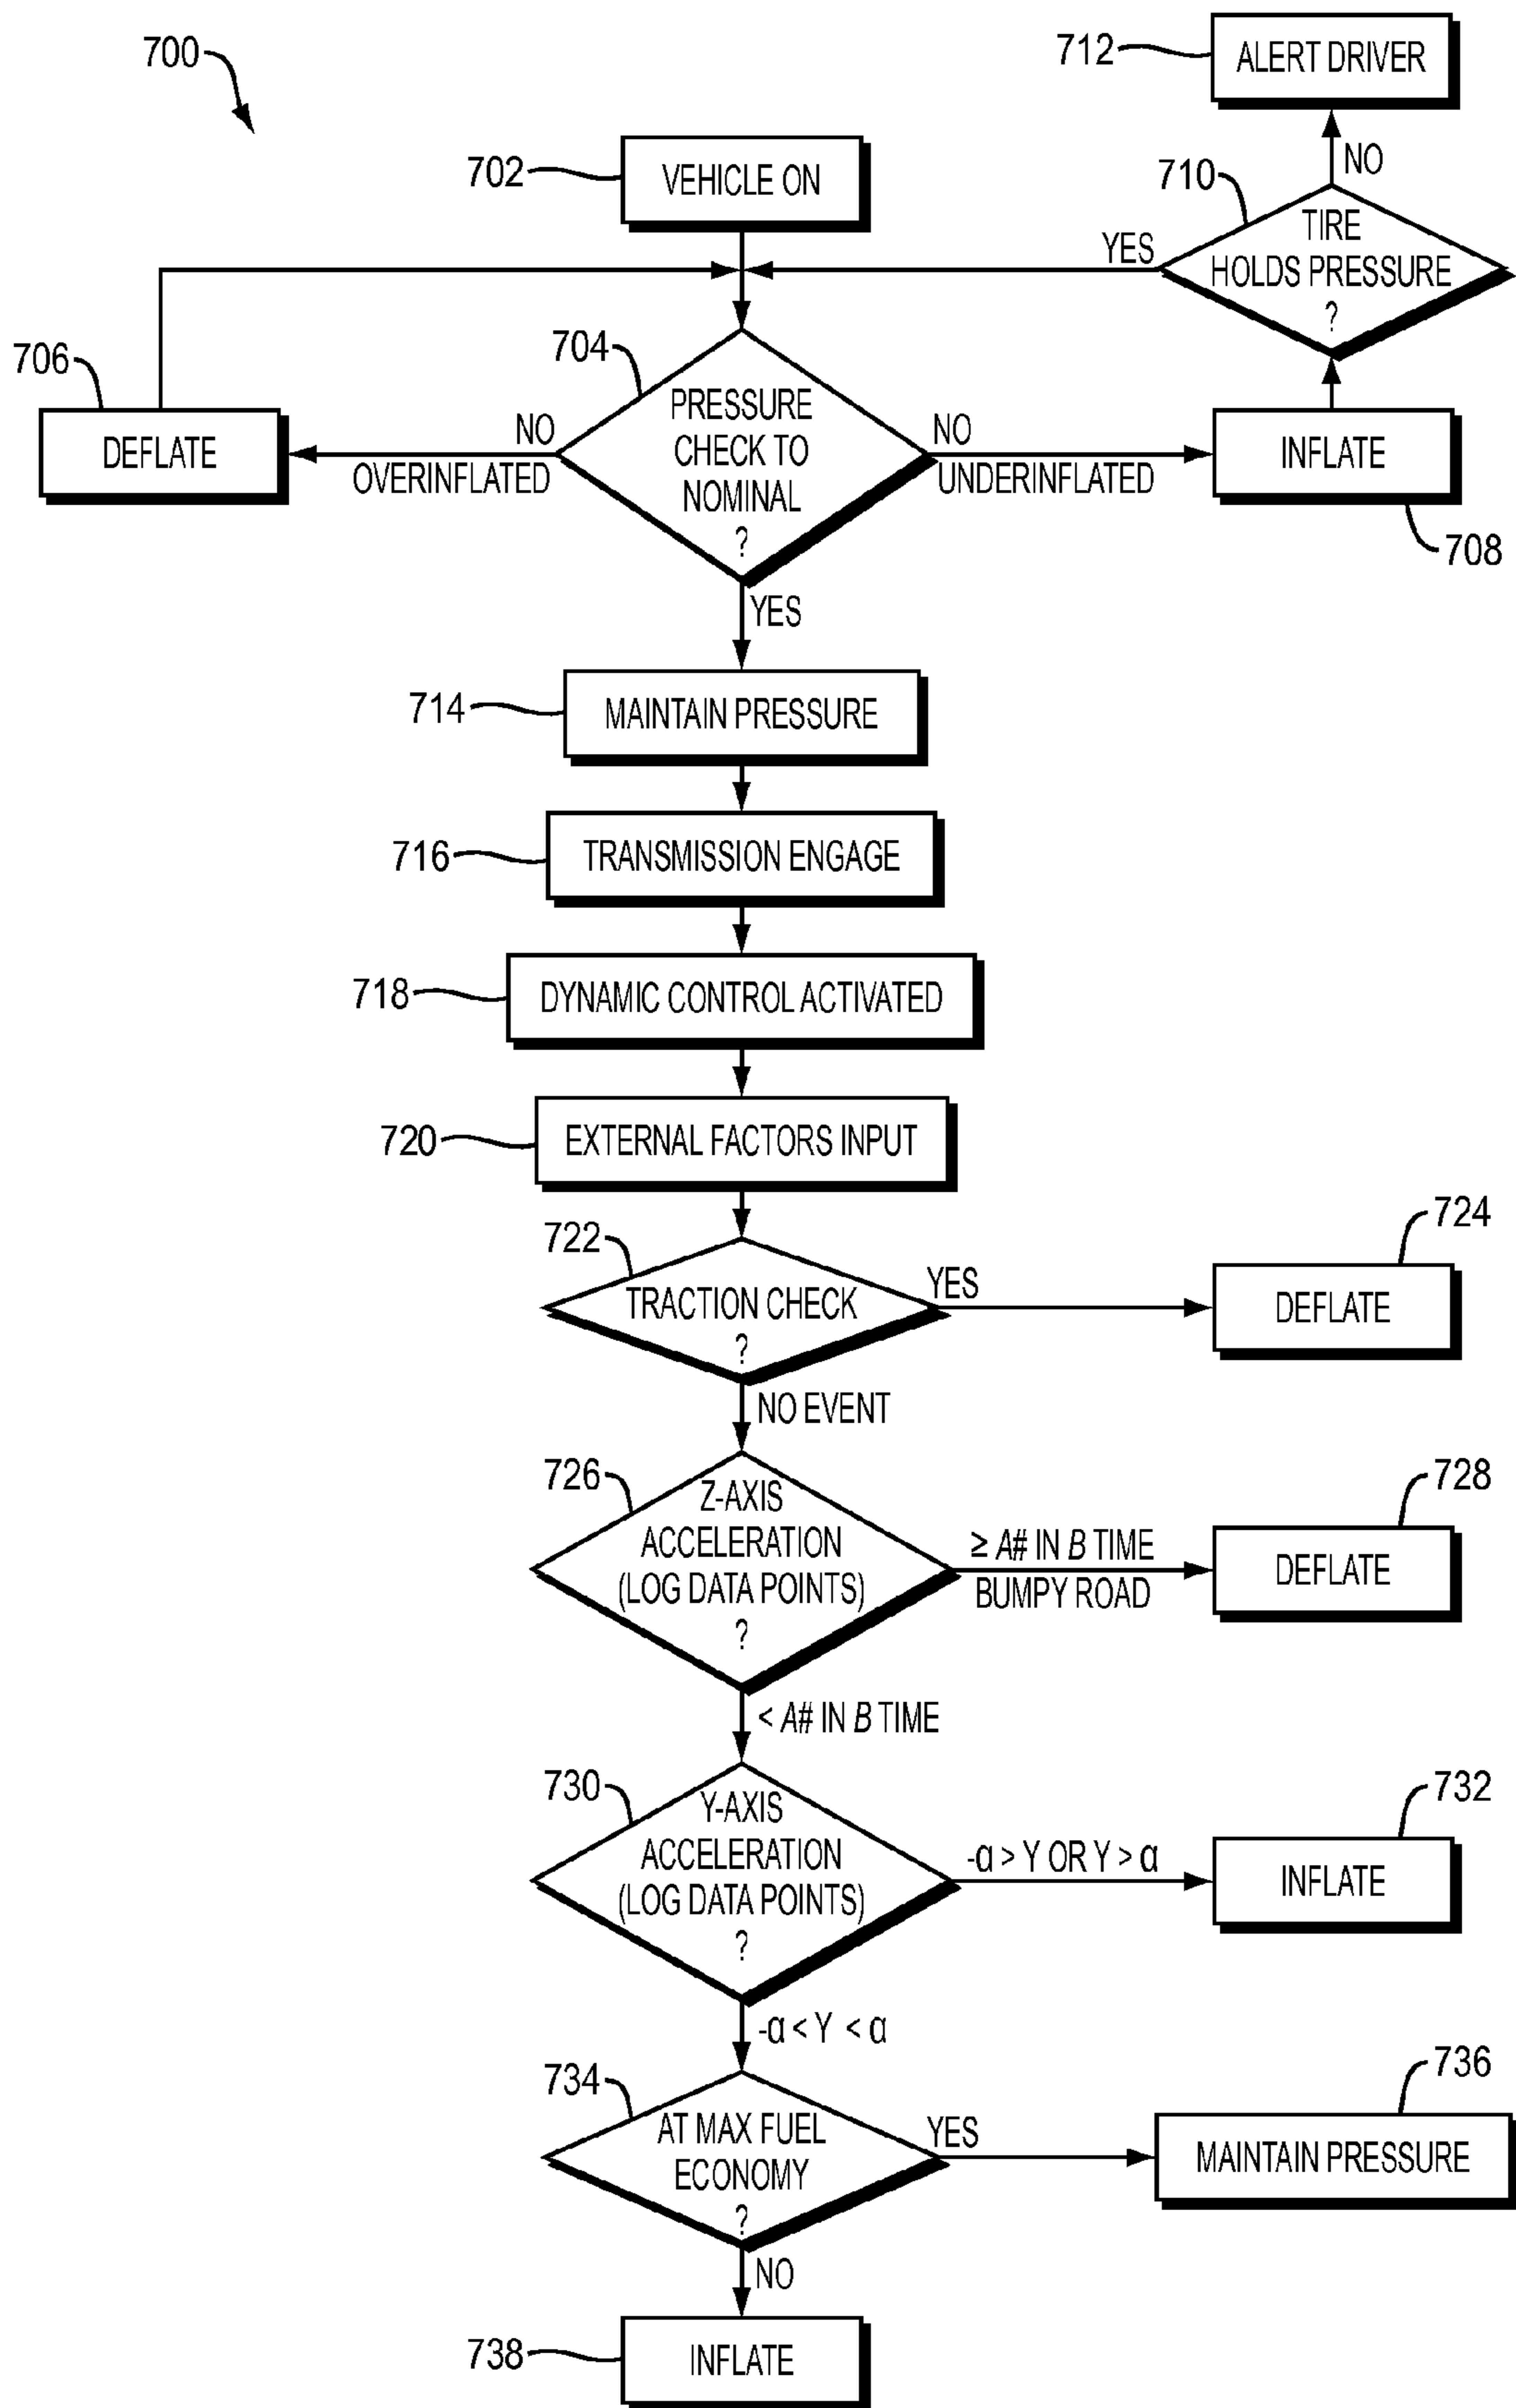 700
712
ALERT DRIVER
702
VEHICLE ON
NO
710
TIRE
HOLDS PRESSURE
?
YES
704
706
PRESSURE
CHECK TO
NOMINAL
?
DEFLATE
NO
OVERINFLATED
NO
UNDERINFLATED
INFLATE
708
YES
714
MAINTAIN PRESSURE
716
TRANSMISSION ENGAGE
718
DYNAMIC CONTROL ACTIVATED
720
EXTERNAL FACTORS INPUT
722
TRACTION CHECK
?
YES
724
DEFLATE
NO EVENT
726
Z-AXIS
ACCELERATION
(LOG DATA POINTS)
?
≥ A# IN B TIME
BUMPY ROAD
728
DEFLATE
< A# IN B TIME
730
Y-AXIS
ACCELERATION
(LOG DATA POINTS)
?
-α > Y OR Y > α
732
INFLATE
-α < Y < α
734
AT MAX FUEL
ECONOMY
?
YES
736
MAINTAIN PRESSURE
NO
738
INFLATE